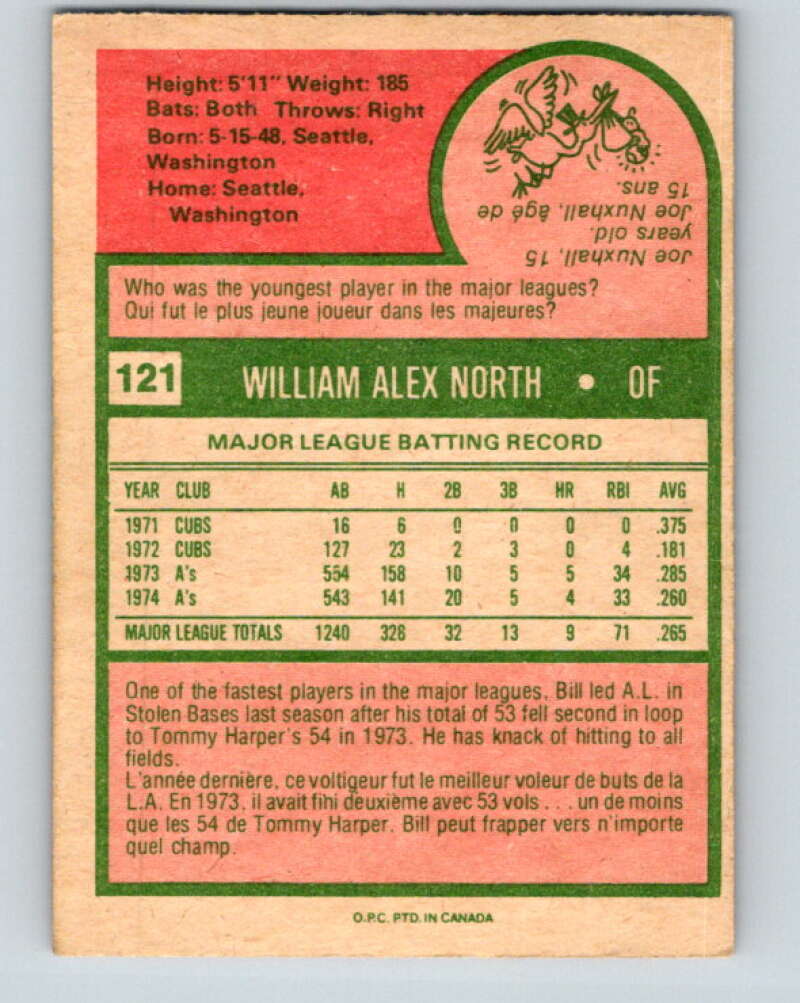 Height: 5'11" Weight: 185
Bats: Both Throws: Right
Born: 5-15-48, Seattle,
Washington
Home: Seattle,
Washington
Joe Nuxhall, 15
years old.
Joe Nuxhall, âgé de
15 ans.
Who was the youngest player in the major leagues?
Qui fut le plus jeune joueur dans les majeures?
121 WILLIAM ALEX NORTH • OF
MAJOR LEAGUE BATTING RECORD
YEAR CLUB AB H 2B 3B HR RBI AVG
1971 CUBS 16 6 0 0 0 0 .375
1972 CUBS 127 23 2 3 0 4 .181
1973 A's 554 158 10 5 5 34 .285
1974 A's 543 141 20 5 4 33 .260
MAJOR LEAGUE TOTALS 1240 328 32 13 9 71 .265
One of the fastest players in the major leagues, Bill led A.L. in
Stolen Bases last season after his total of 53 fell second in loop
to Tommy Harper's 54 in 1973. He has knack of hitting to all
fields.
L'année dernière, ce voltigeur fut le meilleur voleur de buts de la
L.A. En 1973, il avait fihi deuxième avec 53 vols . . . un de moins
que les 54 de Tommy Harper. Bill peut frapper vers n'importe
quel champ.
O.P.C. PTD. IN CANADA